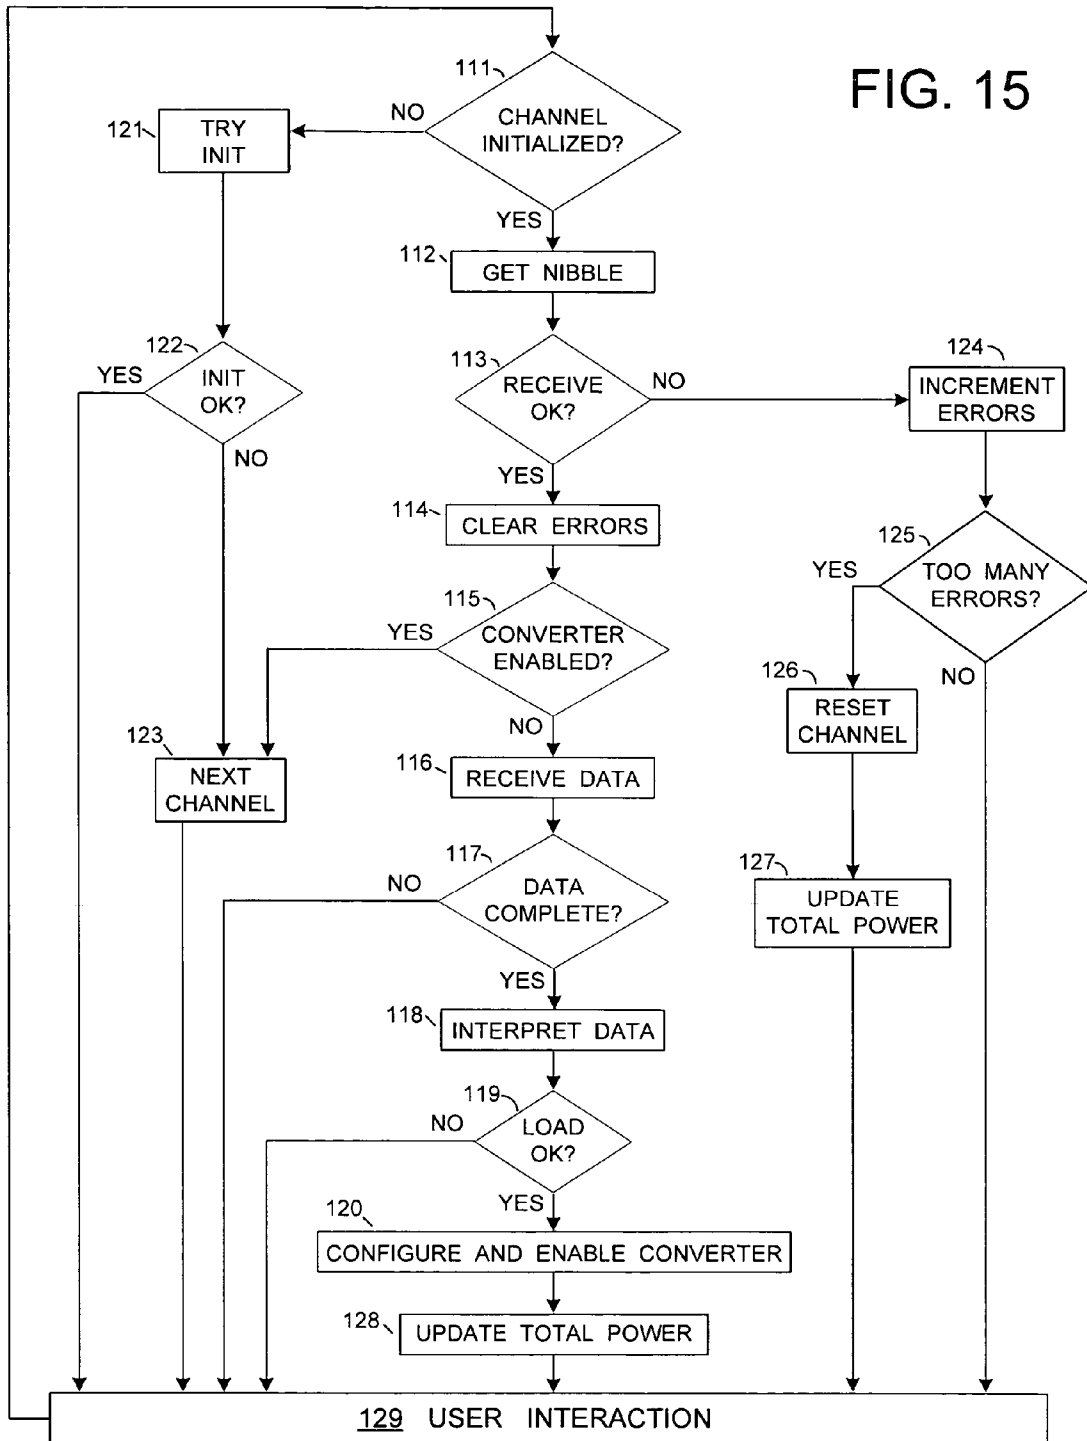 FIG. 15
111
CHANNEL
INITIALIZED?
NO
YES
121
TRY
INIT
112
GET NIBBLE
122
INIT
OK?
YES
NO
113
RECEIVE
OK?
NO
YES
124
INCREMENT
ERRORS
114
CLEAR ERRORS
125
TOO MANY
ERRORS?
YES
NO
115
CONVERTER
ENABLED?
YES
NO
126
RESET
CHANNEL
123
NEXT
CHANNEL
116
RECEIVE DATA
117
DATA
COMPLETE?
NO
YES
127
UPDATE
TOTAL POWER
118
INTERPRET DATA
119
LOAD
OK?
NO
YES
120
CONFIGURE AND ENABLE CONVERTER
128
UPDATE TOTAL POWER
129 USER INTERACTION